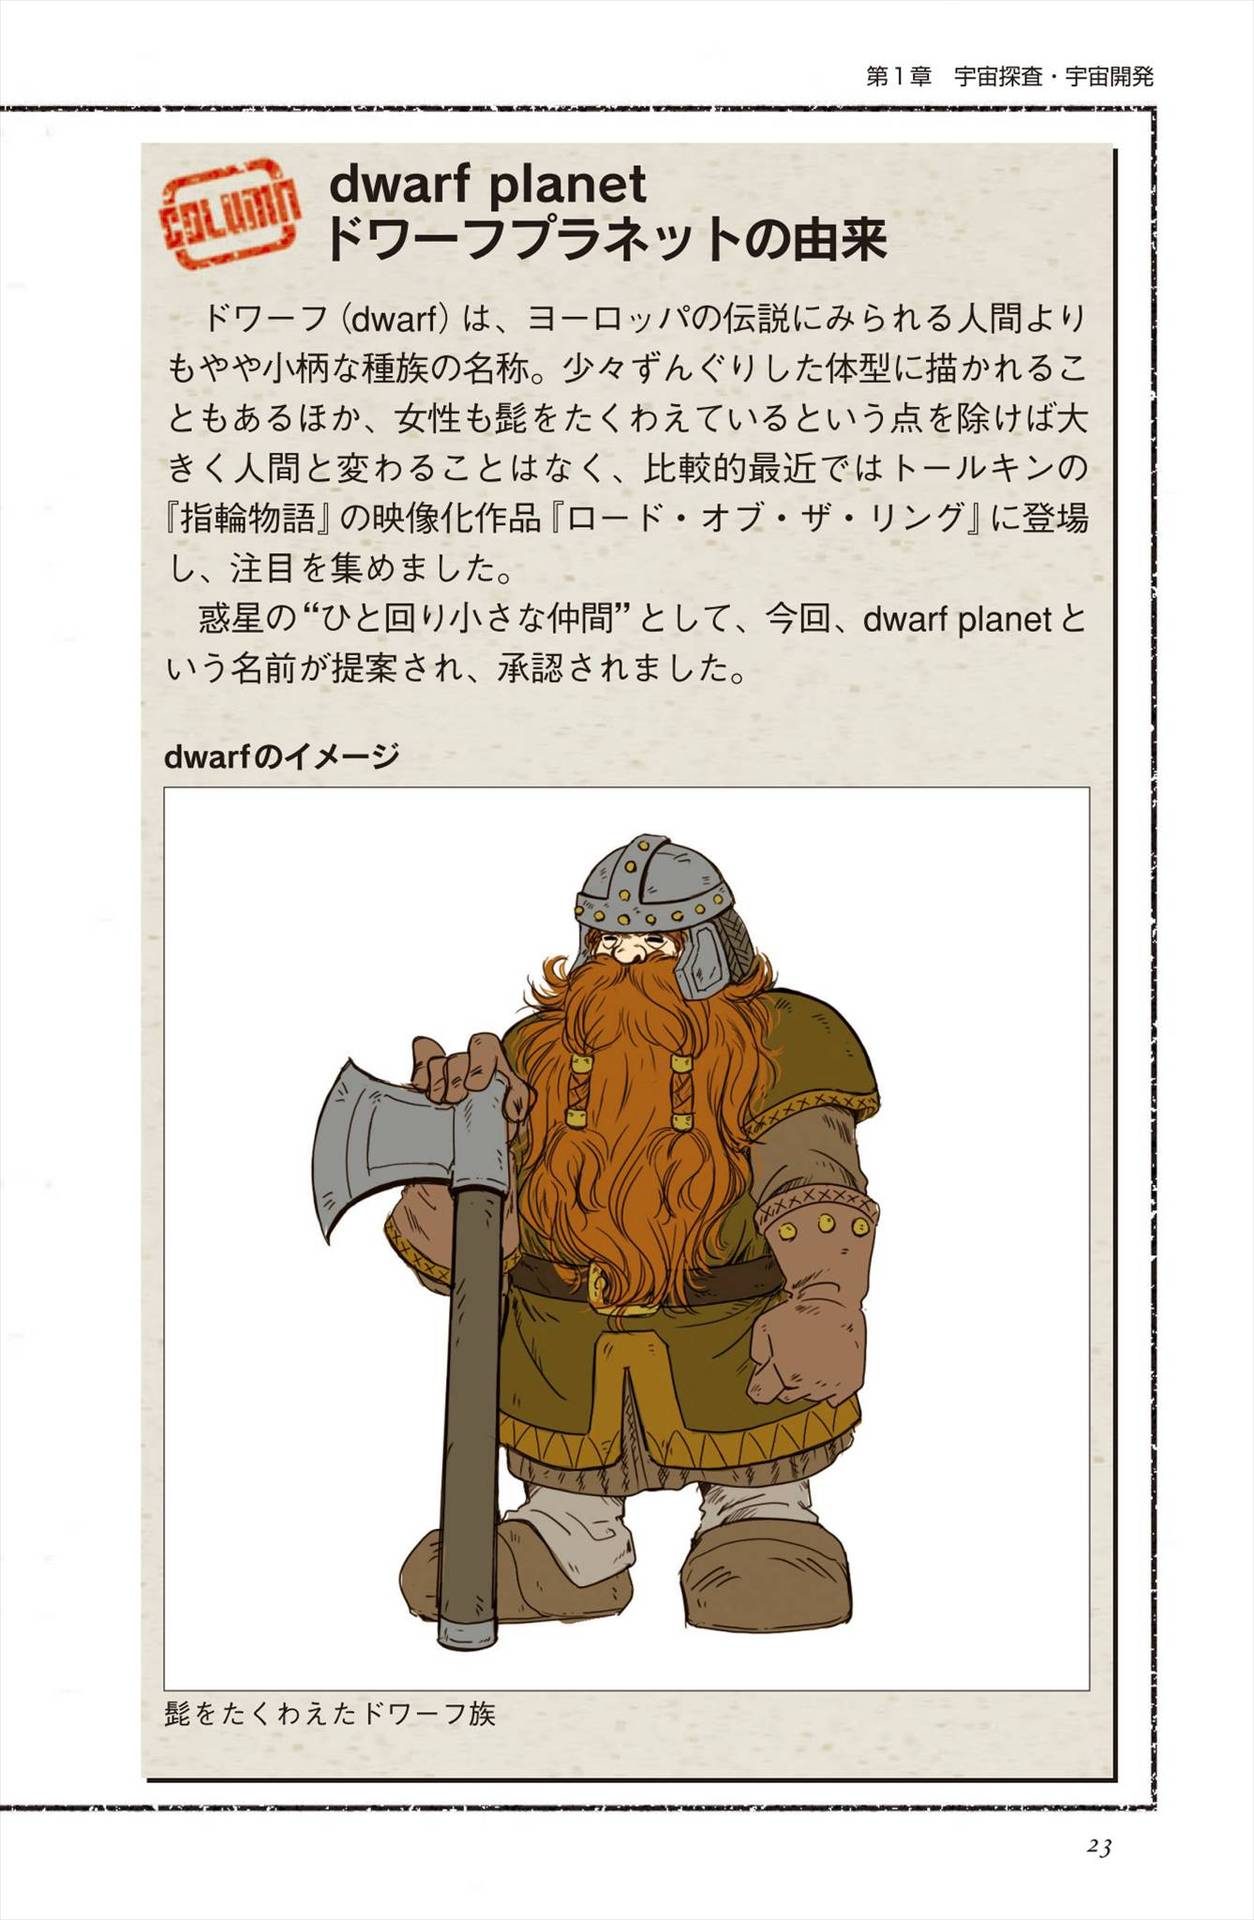 第1章　宇宙探査・宇宙開発
COLUMN
dwarf planet
ドワーフプラネットの由来
ドワーフ（dwarf）は、ヨーロッパの伝説にみられる人間より
もやや小柄な種族の名称。少々ずんぐりした体型に描かれるこ
ともあるほか、女性も髭をたくわえているという点を除けば大
きく人間と変わることはなく、比較的最近ではトールキンの
『指輪物語』の映像化作品『ロード・オブ・ザ・リング』に登場
し、注目を集めました。
惑星の“ひと回り小さな仲間”として、今回、dwarf planetと
いう名前が提案され、承認されました。
dwarfのイメージ
髭をたくわえたドワーフ族
23